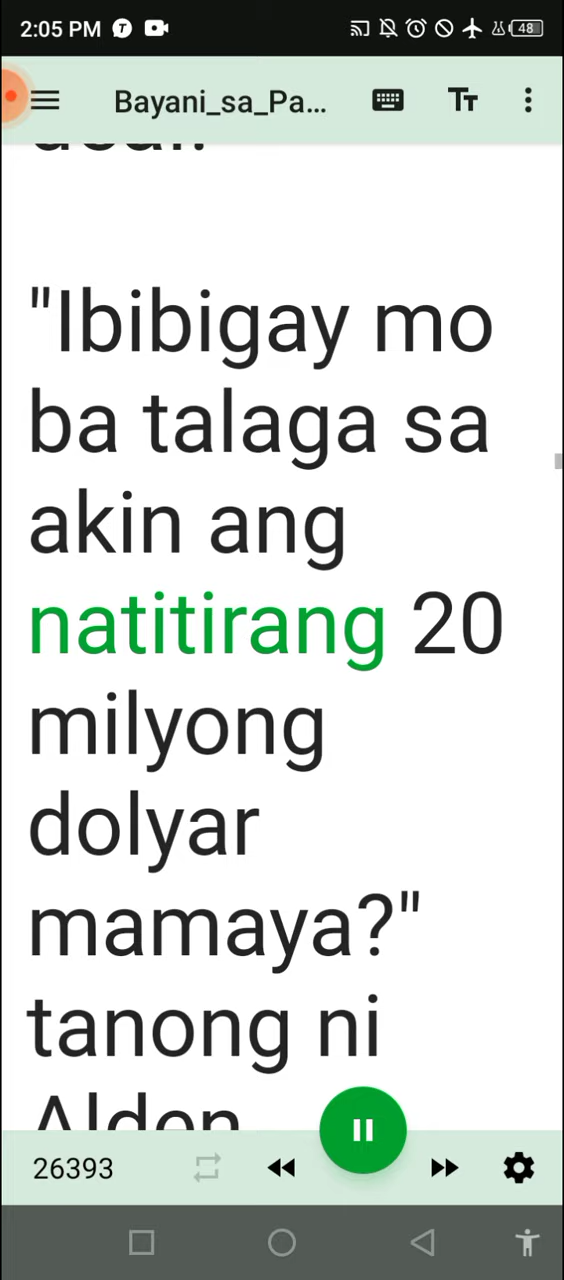 2:05 PM
48
Bayani_sa_Pa...
"Ibibigay mo
ba talaga sa
akin ang
natitirang 20
milyong
dolyar
mamaya?"
tanong ni
Alden
26393